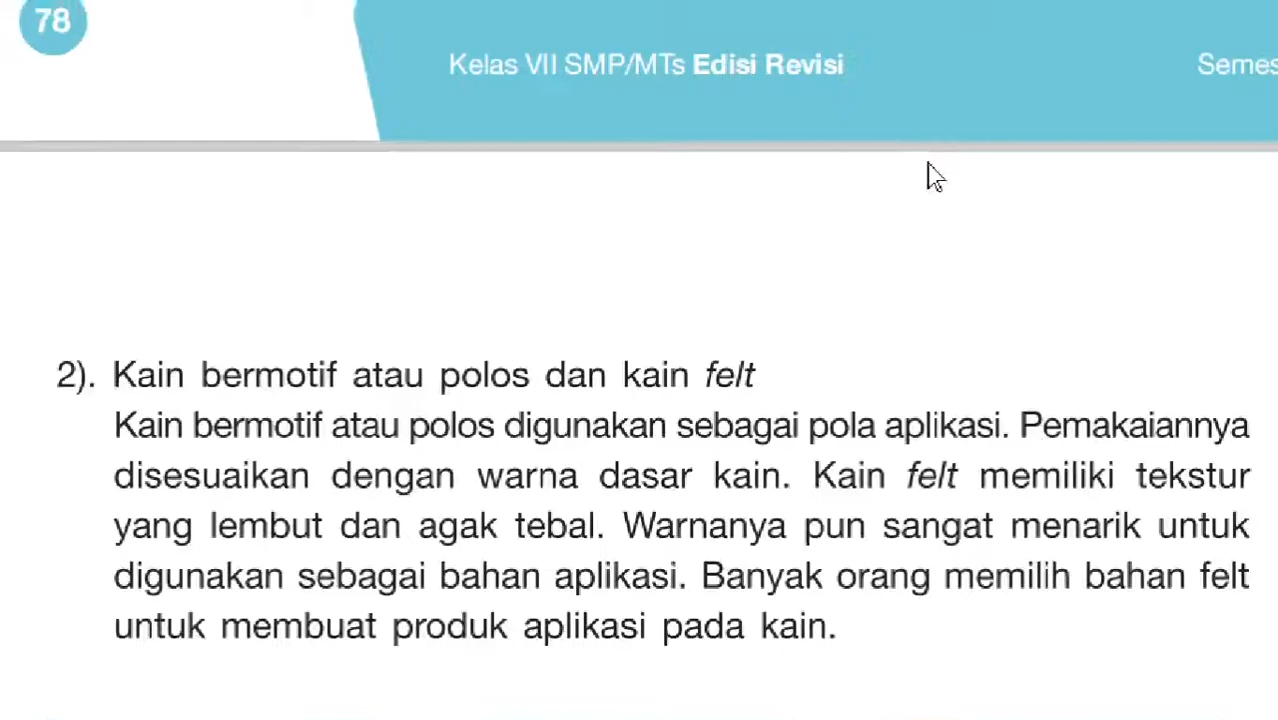 78
Kelas VII SMP/MTs Edisi Revisi
2). Kain bermotif atau polos dan kain felt
Kain bermotif atau polos digunakan sebagai pola aplikasi. Pemakaiannya
disesuaikan dengan warna dasar kain. Kain felt memiliki tekstur
yang lembut dan agak tebal. Warnanya pun sangat menarik untuk
digunakan sebagai bahan aplikasi. Banyak orang memilih bahan felt
untuk membuat produk aplikasi pada kain.